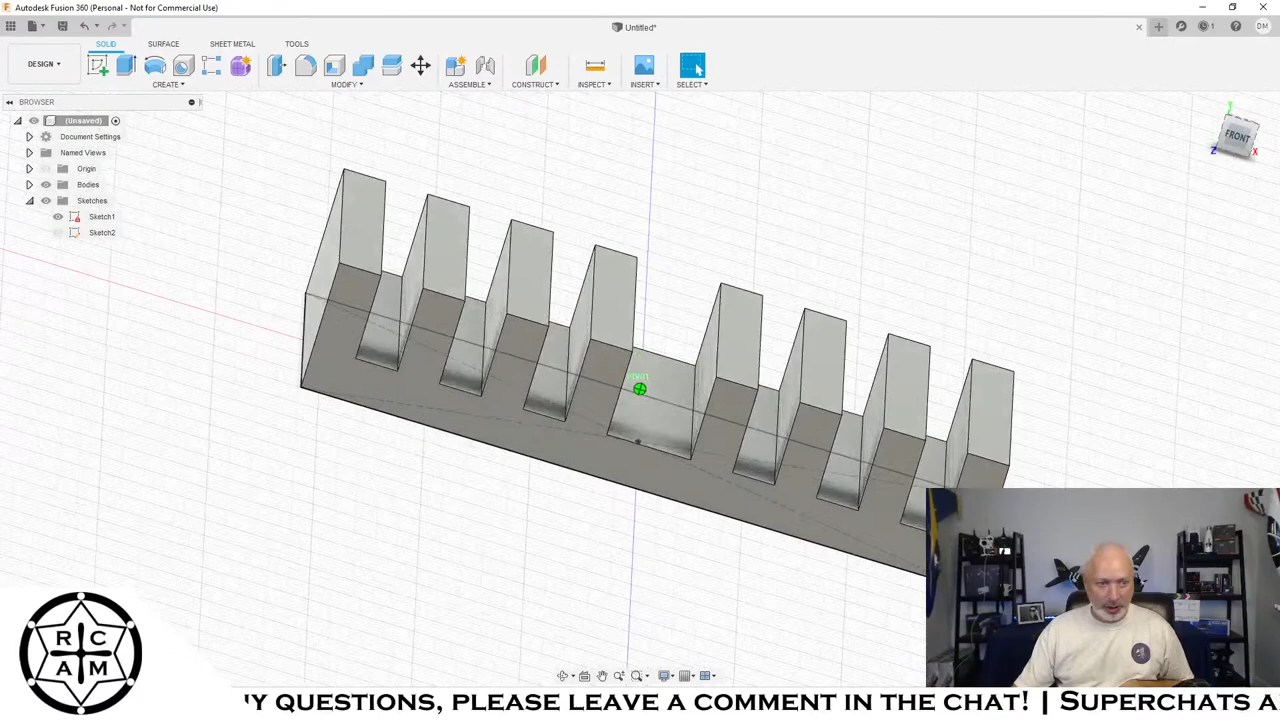 Autodesk Fusion 360 (Personal - Not for Commercial Use)
Untitled*
1
DM
DESIGN
SOLID
SURFACE
SHEET METAL
TOOLS
CREATE
MODIFY
ASSEMBLE
CONSTRUCT
INSPECT
INSERT
SELECT
BROWSER
(Unsaved)
Document Settings
Named Views
Origin
Bodies
Sketches
Sketch1
Sketch2
Y
FRONT
Z
X
R C
A M
'Y QUESTIONS, PLEASE LEAVE A COMMENT IN THE CHAT! | SUPERCHATS A